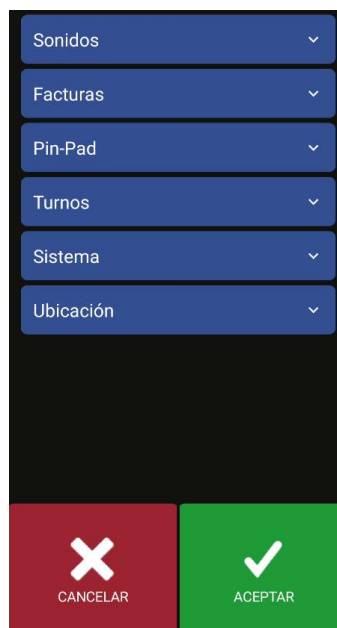 Sonidos
Facturas
Pin-Pad
Turnos
Sistema
Ubicación
CANCELAR
ACEPTAR